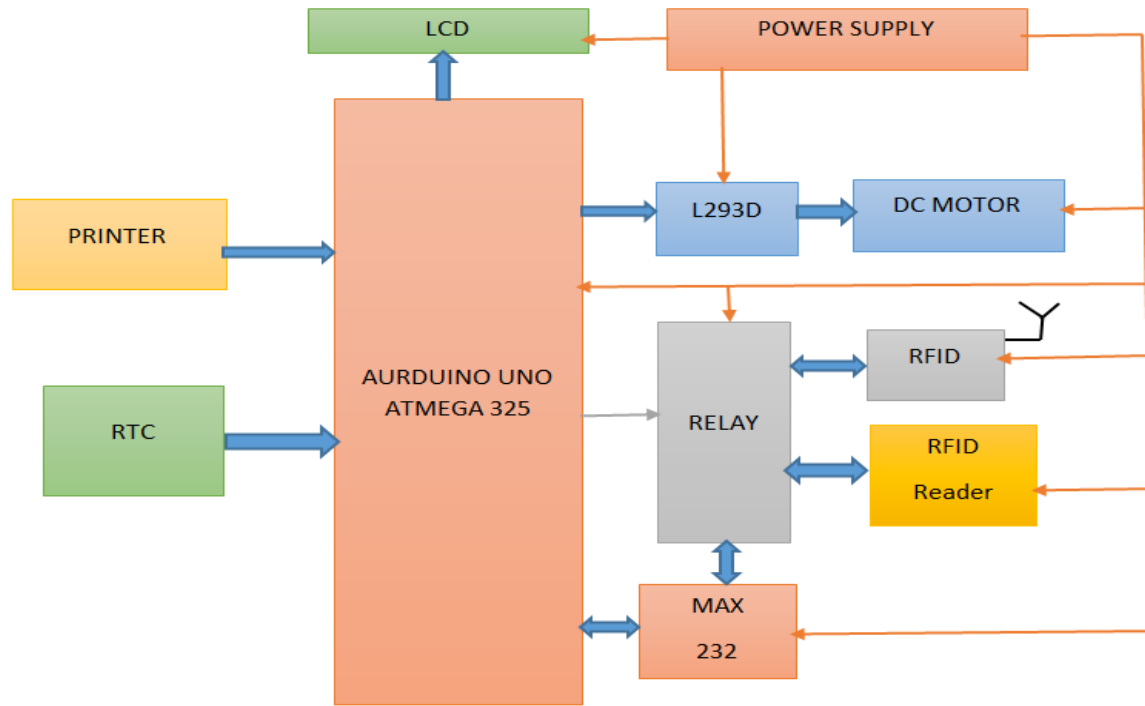 LCD
POWER SUPPLY
PRINTER
L293D
DC MOTOR
AURDUINO UNO
ATMEGA 325
RTC
RELAY
RFID
RFID
Reader
MAX
232